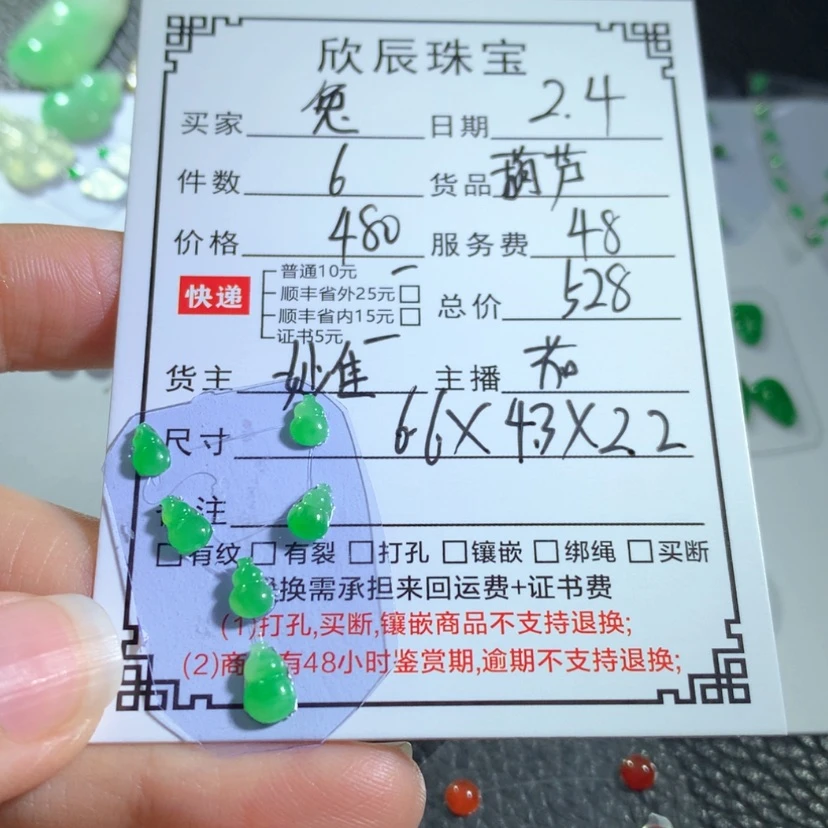 欣辰珠宝
买家 兔 日期 2.4
件数 6 货品 葫芦
价格 480 服务费 48
快递 普通10元
顺丰省外25元
顺丰省内15元
证书5元
总价 528
货主 妙佳 主播 茄
尺寸 6.6X4.3X2.2
注
有纹 有裂 打孔 镶嵌 绑绳 买断
换需承担来回运费+证书费
(1)打孔,买断,镶嵌商品不支持退换;
(2)商 有48小时鉴赏期,逾期不支持退换;